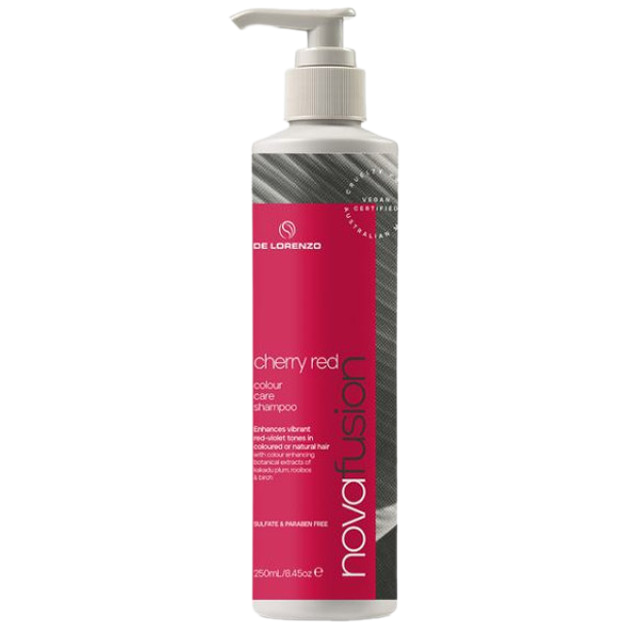 CRUELTY
VEGAN
CERTIFIED
AUSTRALIAN M
DE LORENZO
cherry red
colour
care
shampoo
Enhances vibrant
red-violet tones in
coloured or natural hair
with colour enhancing
botanical extracts of
kakadu plum, rooibos
& birch
SULFATE & PARABEN FREE
250mL/8.45oz e
novafusion